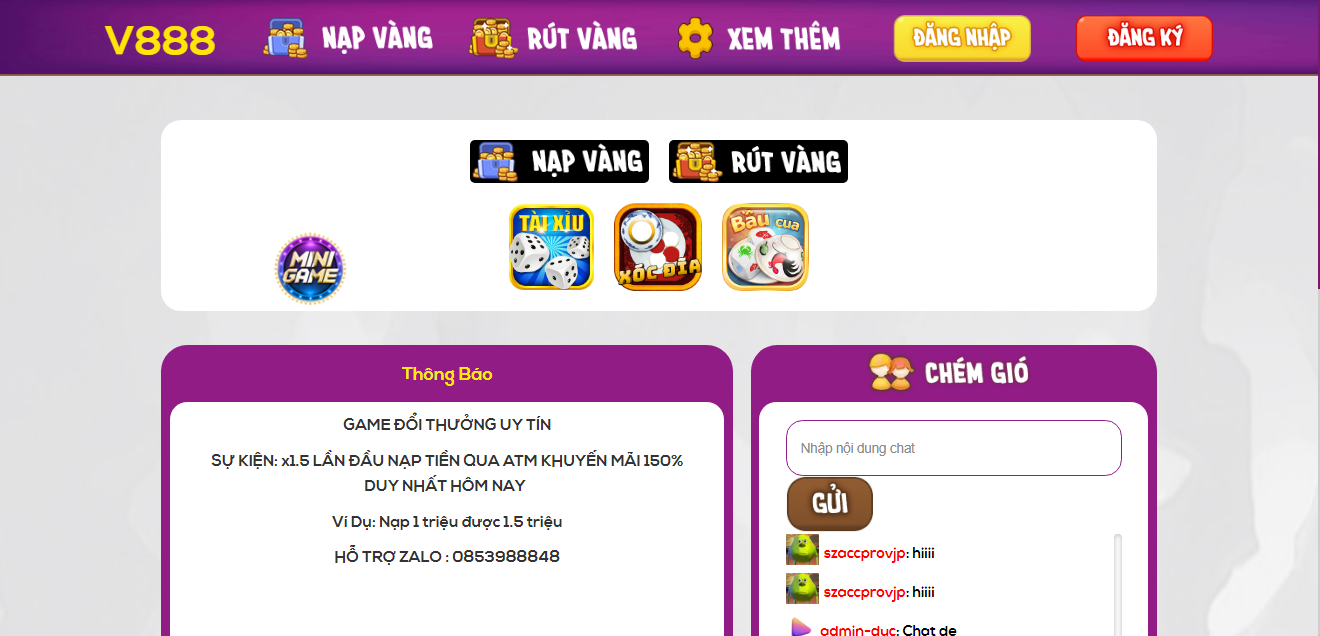 V888 NẠP VÀNG RÚT VÀNG XEM THÊM ĐĂNG NHẬP ĐĂNG KÝ
NẠP VÀNG RÚT VÀNG
MINI GAME
TÀI XỈU XÓC ĐĨA Bầu cua
Thông Báo
GAME ĐỔI THƯỞNG UY TÍN
SỰ KIỆN: x1.5 LẦN ĐẦU NẠP TIỀN QUA ATM KHUYẾN MÃI 150%
DUY NHẤT HÔM NAY
Ví Dụ: Nạp 1 triệu được 1.5 triệu
HỖ TRỢ ZALO : 0853988848
CHÉM GIÓ
Nhập nội dung chat
GỬI
szaccprovjp: hiiii
szaccprovjp: hiiii
admin-duc: Chat de